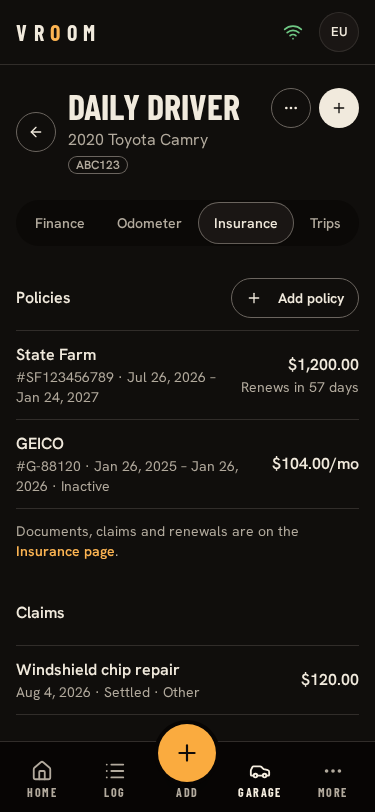 VROOM
EU
DAILY DRIVER
2020 Toyota Camry
ABC123
Finance
Odometer
Insurance
Trips
Policies
Add policy
State Farm
#SF123456789 · Jul 26, 2026 –
Jan 24, 2027
$1,200.00
Renews in 57 days
GEICO
#G-88120 · Jan 26, 2025 – Jan 26,
2026 · Inactive
$104.00/mo
Documents, claims and renewals are on the
Insurance page.
Claims
Windshield chip repair
Aug 4, 2026 · Settled · Other
$120.00
HOME
LOG
ADD
GARAGE
MORE